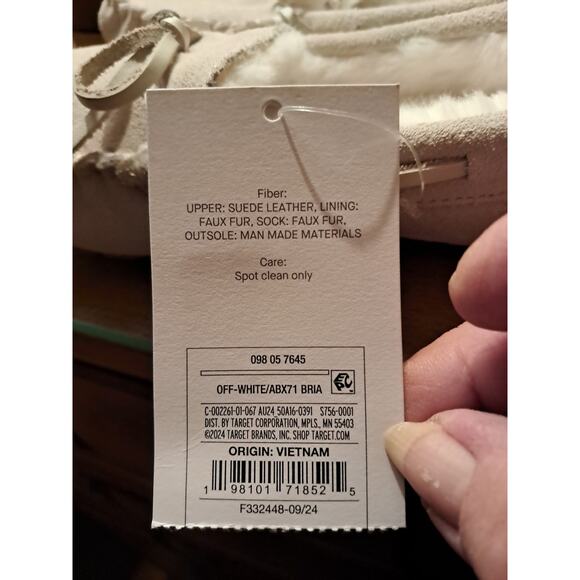 Fiber:
UPPER: SUEDE LEATHER, LINING:
FAUX FUR, SOCK: FAUX FUR,
OUTSOLE: MAN MADE MATERIALS
Care:
Spot clean only
098 05 7645
OFF-WHITE/ABX71 BRIA
C-002261-01-067 AU24_50A16-0391 S756-0001
DIST. BY TARGET CORPORATION, MPLS., MN 55403
©2024 TARGET BRANDS, INC. SHOP TARGET.COM
ORIGIN: VIETNAM
1 98101 71852 5
F332448-09/24